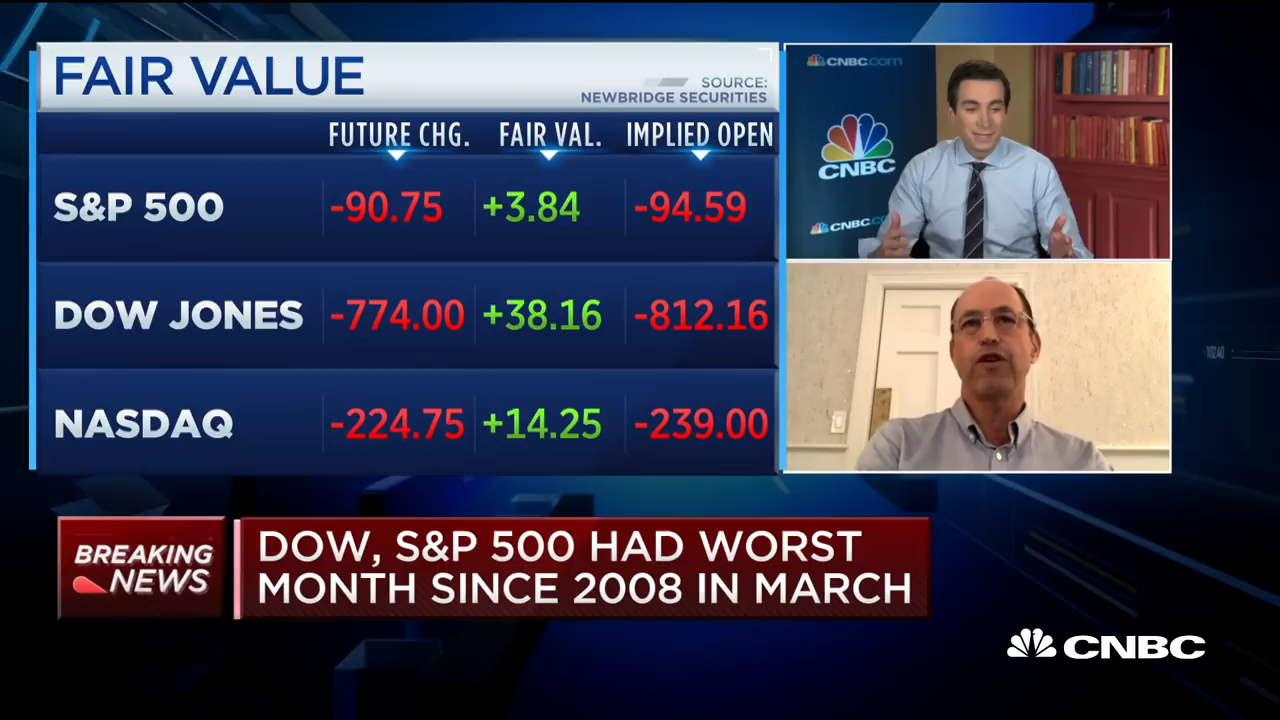 FAIR VALUE
SOURCE:
NEWBRIDGE SECURITIES
FUTURE CHG. FAIR VAL. IMPLIED OPEN
S&P 500 -90.75 +3.84 -94.59
DOW JONES -774.00 +38.16 -812.16
NASDAQ -224.75 +14.25 -239.00
CNBC.com
CNBC
CNBC.co
BREAKING
NEWS
DOW, S&P 500 HAD WORST
MONTH SINCE 2008 IN MARCH
CNBC